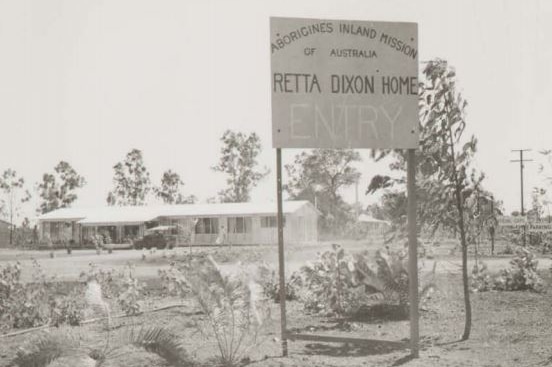 ABORIGINES INLAND MISSION
OF AUSTRALIA
RETTA DIXON HOME
ENTRY